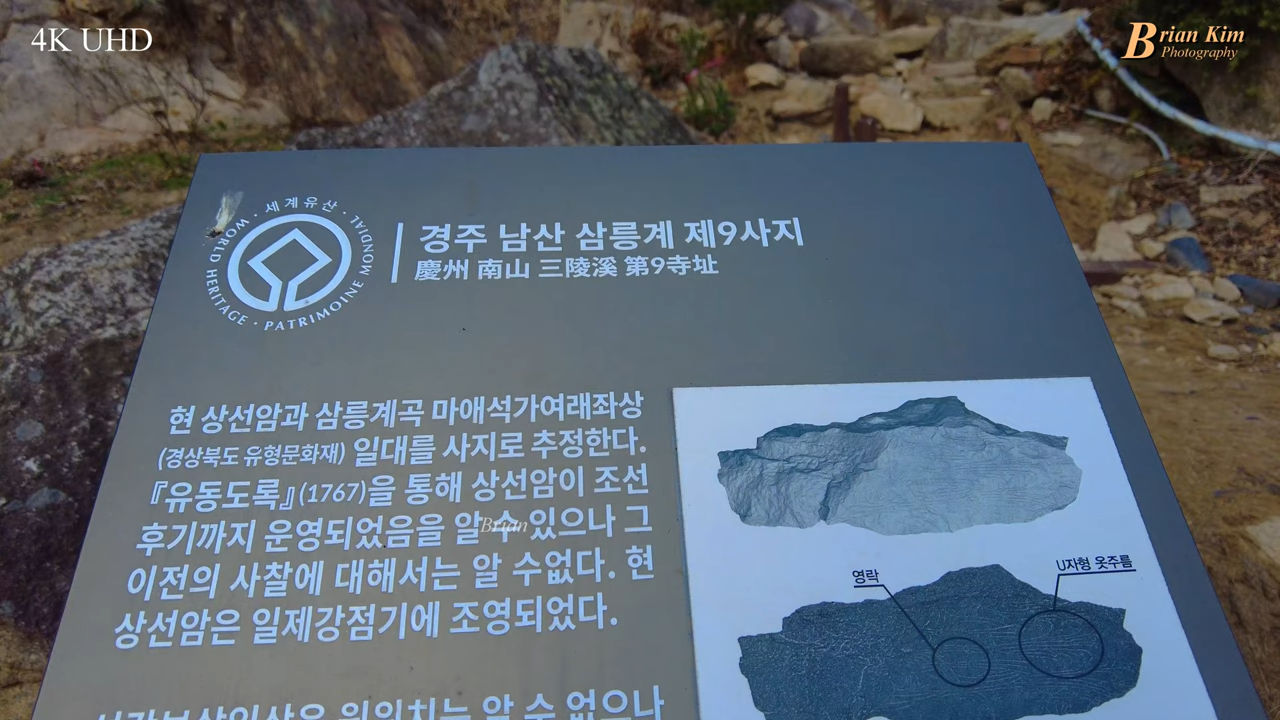 4K UHD
Brian Kim
Photography
세계유산 · WORLD HERITAGE · PATRIMOINE MONDIAL ·
경주 남산 삼릉계 제9사지
慶州 南山 三陵溪 第9寺址
현 상선암과 삼릉계곡 마애석가여래좌상
(경상북도 유형문화재) 일대를 사지로 추정한다.
『유동도록』(1767)을 통해 상선암이 조선
후기까지 운영되었음을 알 수 있으나 그
이전의 사찰에 대해서는 알 수없다. 현
상선암은 일제강점기에 조영되었다.
Brian
영락
U자형 옷주름
알 수 없으나